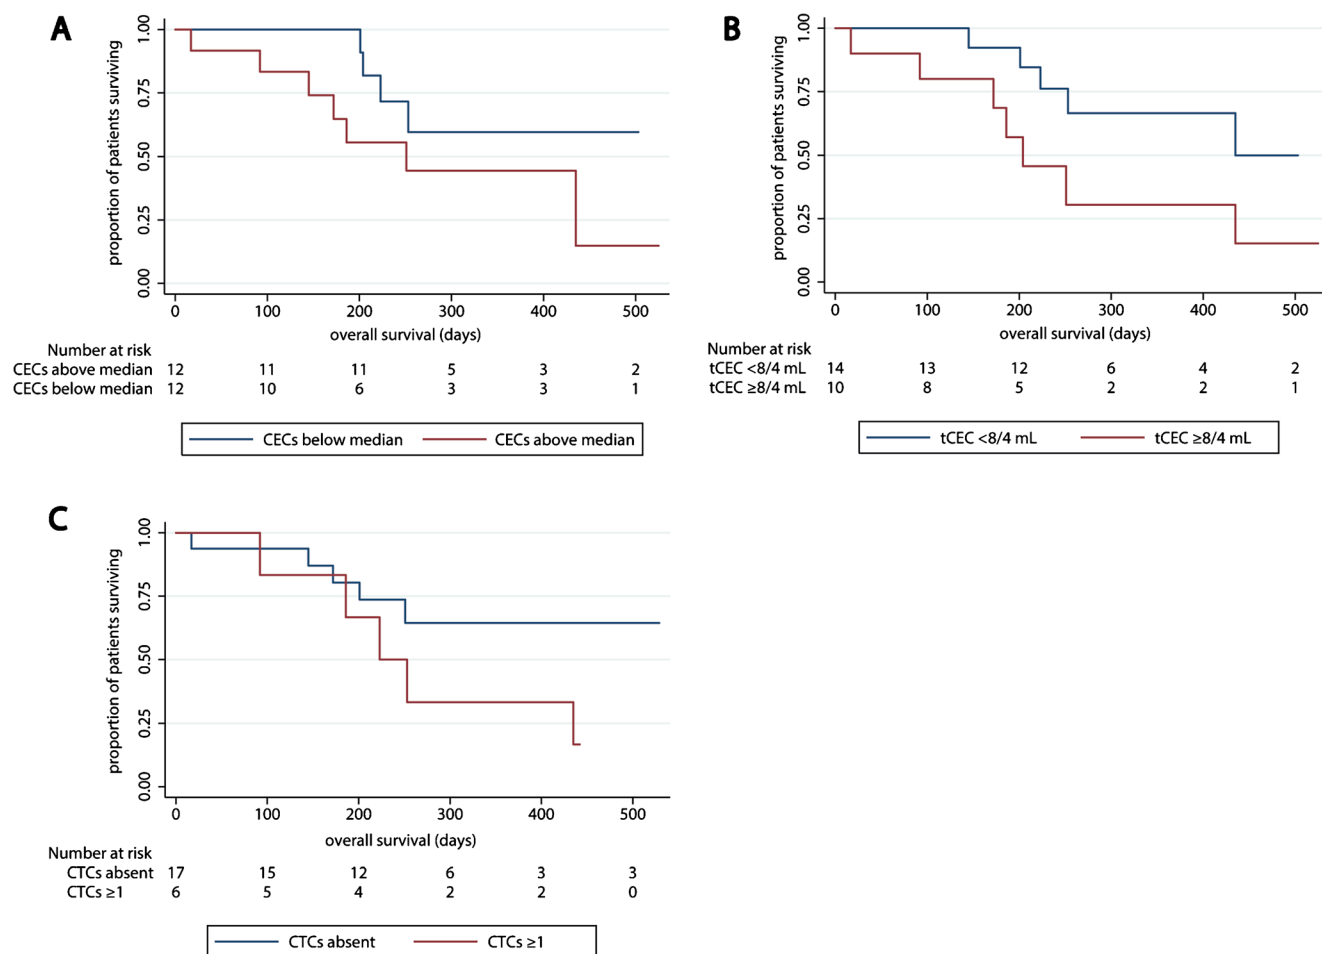 A
proportion of patients surviving
1.00
0.75
0.50
0.25
0.00
0 100 200 300 400 500
overall survival (days)
Number at risk
CECs above median 12 11 11 5 3 2
CECs below median 12 10 6 3 3 1
CECs below median CECs above median
B
proportion of patients surviving
1.00
0.75
0.50
0.25
0.00
0 100 200 300 400 500
overall survival (days)
Number at risk
tCEC <8/4 mL 14 13 12 6 4 2
tCEC ≥8/4 mL 10 8 5 2 2 1
tCEC <8/4 mL tCEC ≥8/4 mL
C
proportion of patients surviving
1.00
0.75
0.50
0.25
0.00
0 100 200 300 400 500
overall survival (days)
Number at risk
CTCs absent 17 15 12 6 3 3
CTCs ≥1 6 5 4 2 2 0
CTCs absent CTCs ≥1